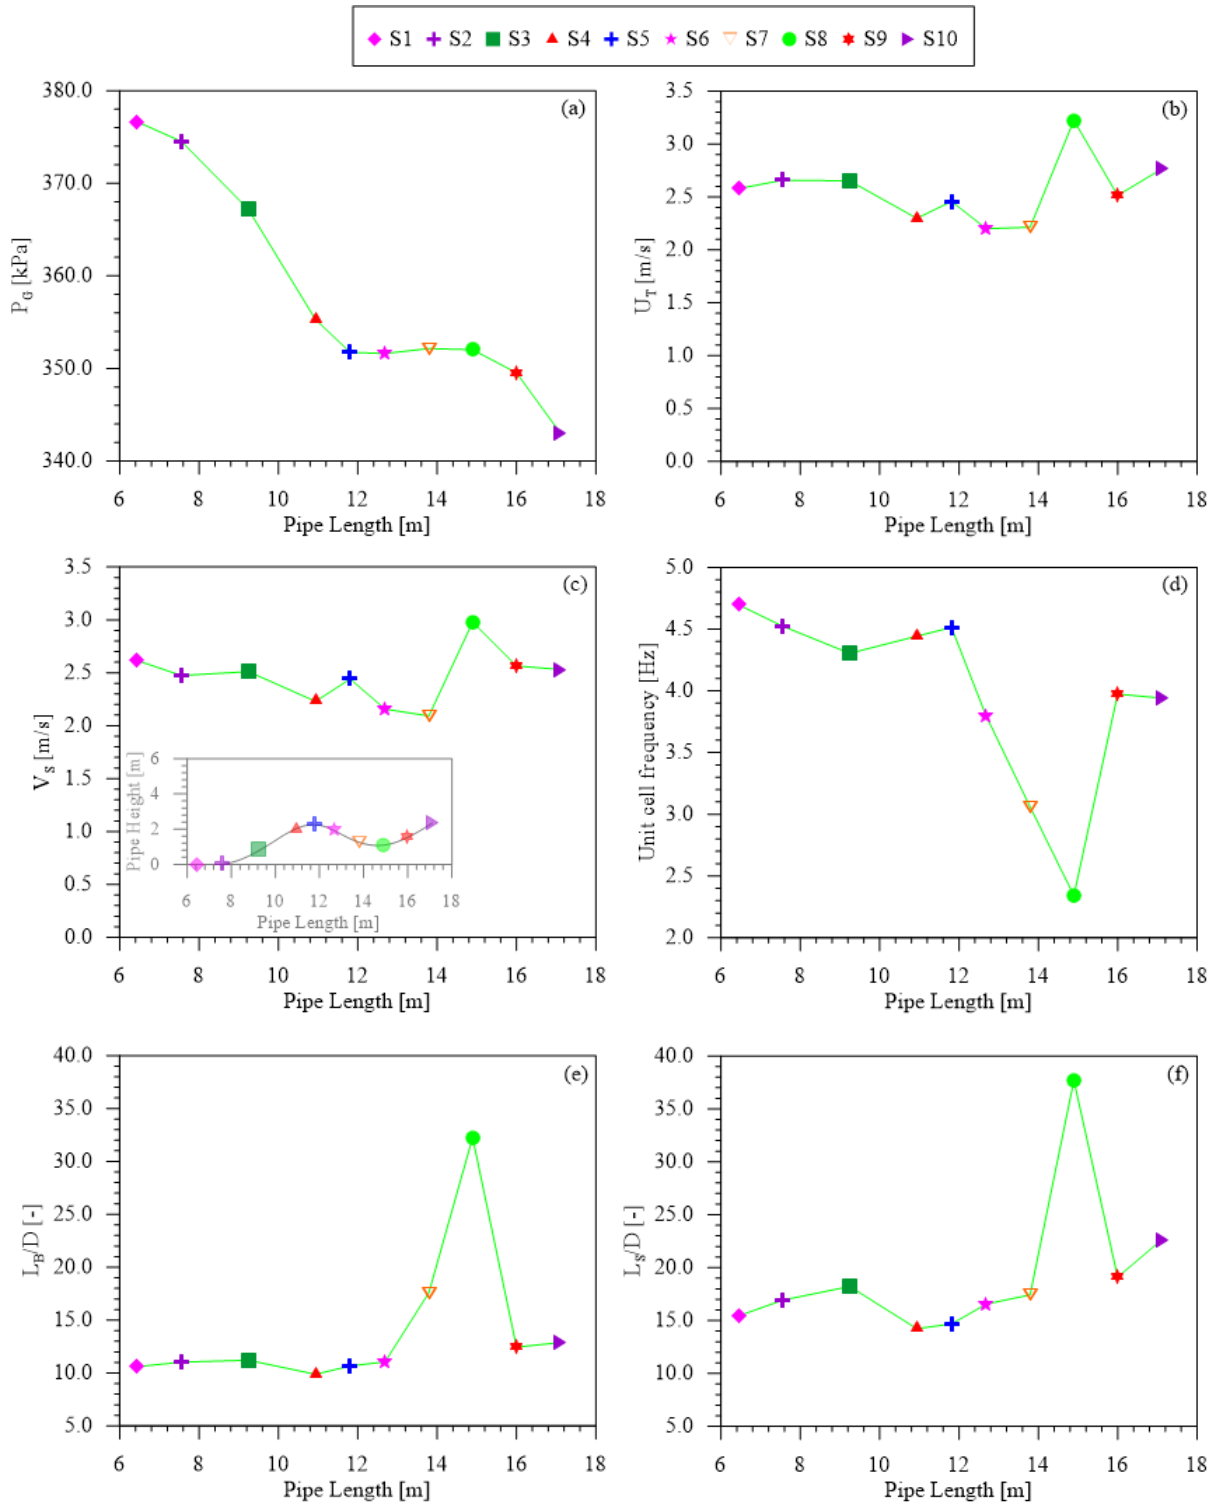 S1 S2 S3 S4 S5 S6 S7 S8 S9 S10
(a)
380.0
370.0
360.0
350.0
340.0
P_G [kPa]
6 8 10 12 14 16 18
Pipe Length [m]
(b)
3.5
3.0
2.5
2.0
1.5
1.0
0.5
0.0
U_T [m/s]
6 8 10 12 14 16 18
Pipe Length [m]
(c)
3.5
3.0
2.5
2.0
1.5
1.0
0.5
0.0
V_S [m/s]
6
4
2
0
Pipe Height [m]
6 8 10 12 14 16 18
Pipe Length [m]
6 8 10 12 14 16 18
Pipe Length [m]
(d)
5.0
4.5
4.0
3.5
3.0
2.5
2.0
Unit cell frequency [Hz]
6 8 10 12 14 16 18
Pipe Length [m]
(e)
40.0
35.0
30.0
25.0
20.0
15.0
10.0
5.0
L_B/D [-]
6 8 10 12 14 16 18
Pipe Length [m]
(f)
40.0
35.0
30.0
25.0
20.0
15.0
10.0
5.0
L_S/D [-]
6 8 10 12 14 16 18
Pipe Length [m]